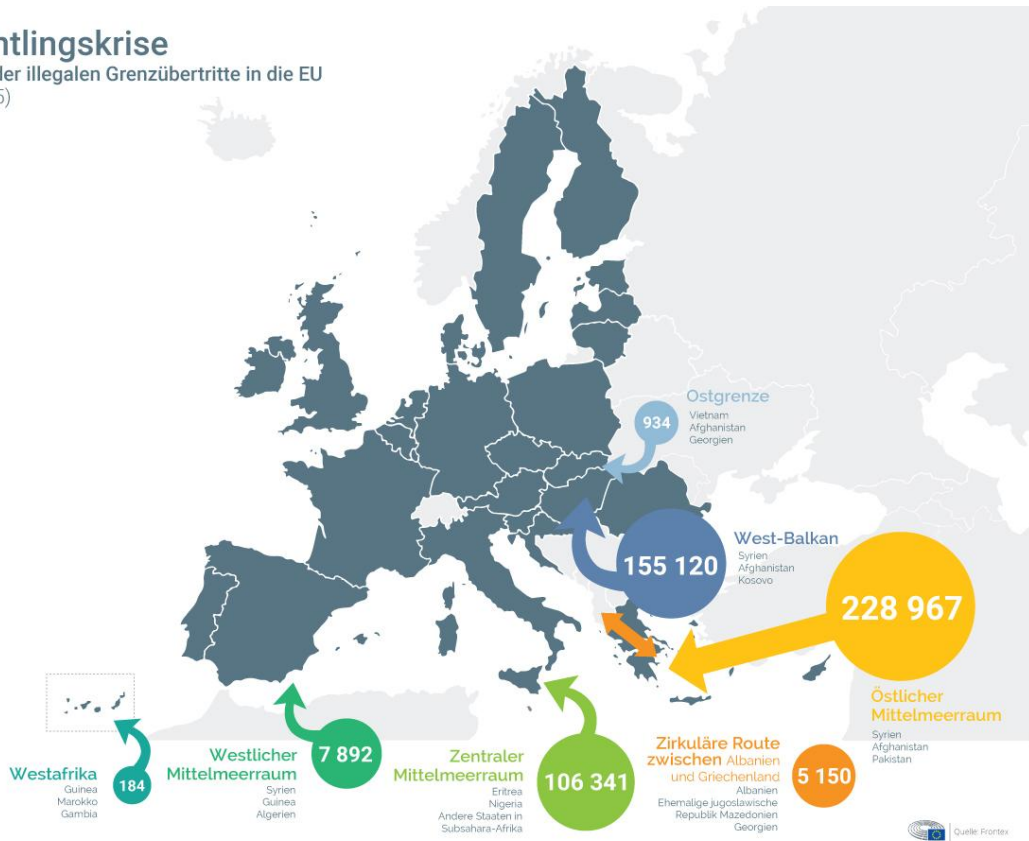 ntlingskrise
der illegalen Grenzübertritte in die EU
5)
Ostgrenze
934
Vietnam
Afghanistan
Georgien
West-Balkan
155 120
Syrien
Afghanistan
Kosovo
228 967
Östlicher
Mittelmeerraum
Syrien
Afghanistan
Pakistan
Westafrika
184
Guinea
Marokko
Gambia
Westlicher
Mittelmeerraum
7 892
Syrien
Guinea
Algerien
Zentraler
Mittelmeerraum
106 341
Eritrea
Nigeria
Andere Staaten in
Subsahara-Afrika
Zirkuläre Route
zwischen Albanien
und Griechenland
5 150
Albanien
Ehemalige jugoslawische
Republik Mazedonien
Georgien
Quelle: Frontex